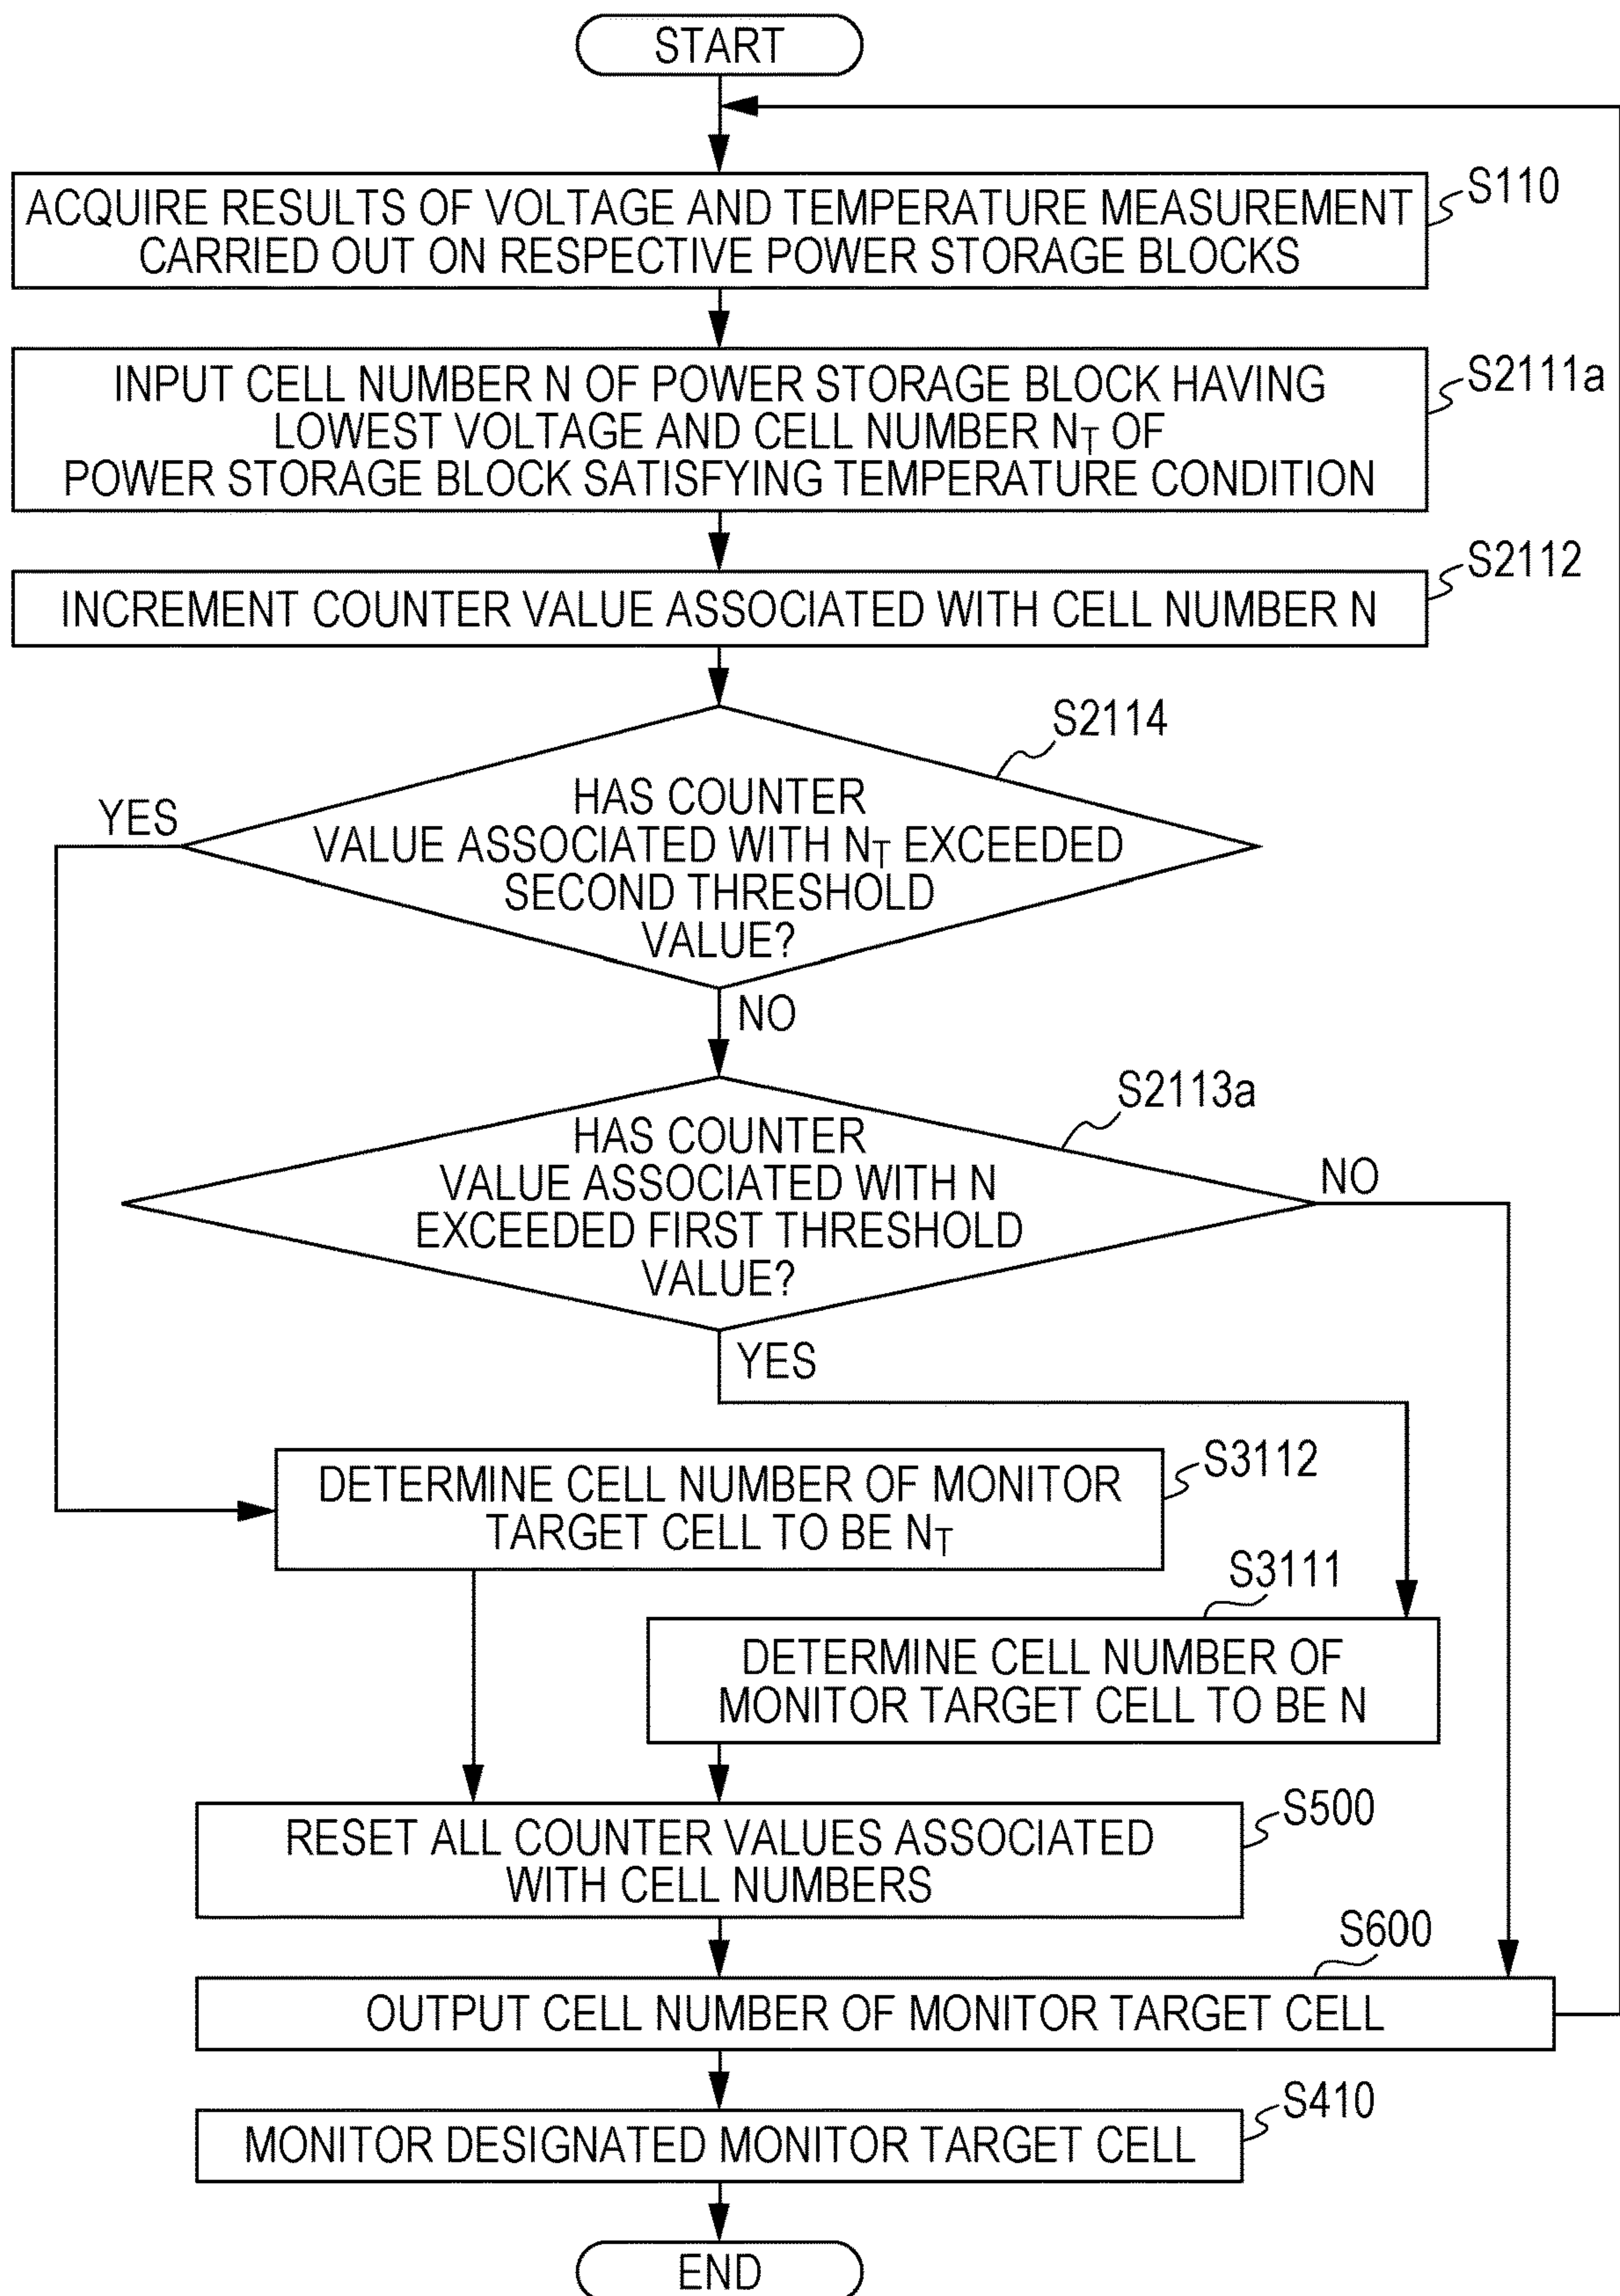 START
S110
ACQUIRE RESULTS OF VOLTAGE AND TEMPERATURE MEASUREMENT
CARRIED OUT ON RESPECTIVE POWER STORAGE BLOCKS
S2111a
INPUT CELL NUMBER N OF POWER STORAGE BLOCK HAVING
LOWEST VOLTAGE AND CELL NUMBER NT OF
POWER STORAGE BLOCK SATISFYING TEMPERATURE CONDITION
S2112
INCREMENT COUNTER VALUE ASSOCIATED WITH CELL NUMBER N
S2114
HAS COUNTER
VALUE ASSOCIATED WITH NT EXCEEDED
SECOND THRESHOLD
VALUE?
YES
NO
S2113a
HAS COUNTER
VALUE ASSOCIATED WITH N
EXCEEDED FIRST THRESHOLD
VALUE?
NO
YES
S3112
DETERMINE CELL NUMBER OF MONITOR
TARGET CELL TO BE NT
S3111
DETERMINE CELL NUMBER OF
MONITOR TARGET CELL TO BE N
S500
RESET ALL COUNTER VALUES ASSOCIATED
WITH CELL NUMBERS
S600
OUTPUT CELL NUMBER OF MONITOR TARGET CELL
S410
MONITOR DESIGNATED MONITOR TARGET CELL
END